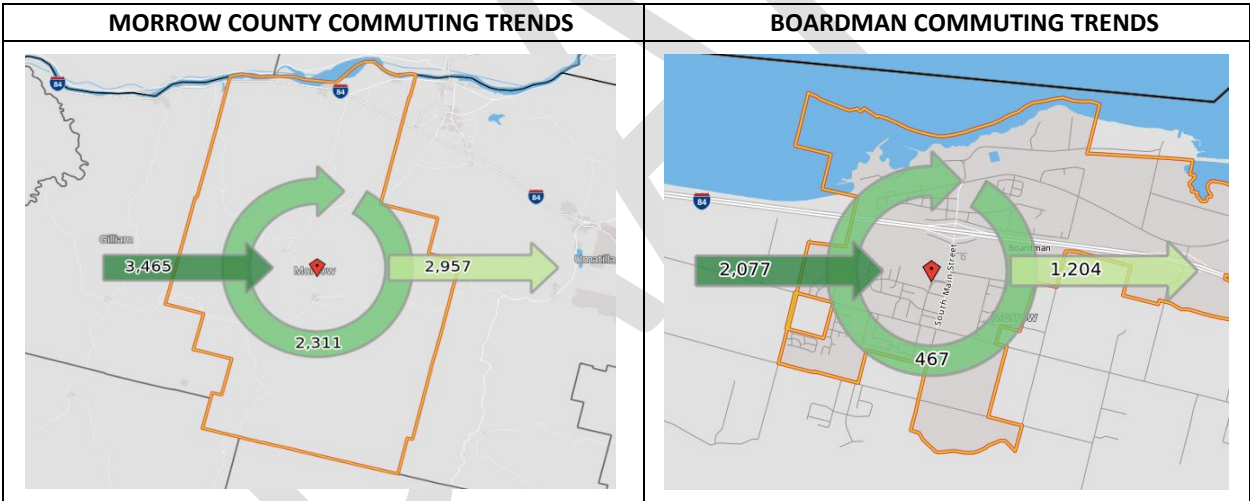 MORROW COUNTY COMMUTING TRENDS
BOARDMAN COMMUTING TRENDS
84
84
84
Gilliam
3,465
Morrow
2,957
Umatilla
2,311
84
Boardman
2,077
1,204
South Main Street
Morrow
467